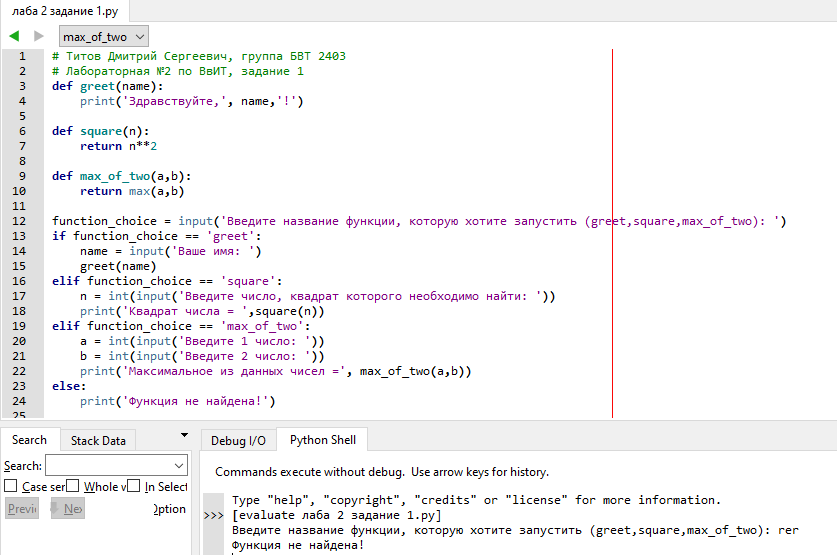 лаба 2 задание 1.py
max_of_two
1 # Титов Дмитрий Сергеевич, группа БВТ 2403
2 # Лабораторная №2 по ВвИТ, задание 1
3 def greet(name):
4     print('Здравствуйте,', name,'!')
5
6 def square(n):
7     return n**2
8
9 def max_of_two(a,b):
10     return max(a,b)
11
12 function_choice = input('Введите название функции, которую хотите запустить (greet,square,max_of_two): ')
13 if function_choice == 'greet':
14     name = input('Ваше имя: ')
15     greet(name)
16 elif function_choice == 'square':
17     n = int(input('Введите число, квадрат которого необходимо найти: '))
18     print('Квадрат числа = ',square(n))
19 elif function_choice == 'max_of_two':
20     a = int(input('Введите 1 число: '))
21     b = int(input('Введите 2 число: '))
22     print('Максимальное из данных чисел =', max_of_two(a,b))
23 else:
24     print('Функция не найдена!')
25
Search Stack Data
Search:
Case ser Whole v In Select
Previ Nex Option
Debug I/O Python Shell
Commands execute without debug. Use arrow keys for history.
Type "help", "copyright", "credits" or "license" for more information.
>>> [evaluate лаба 2 задание 1.py]
Введите название функции, которую хотите запустить (greet,square,max_of_two): rer
Функция не найдена!